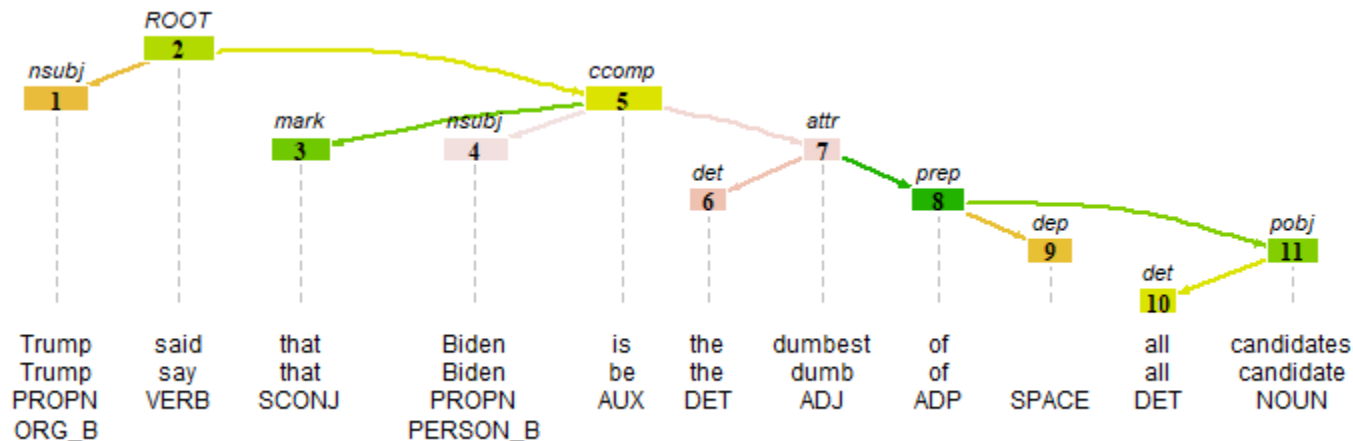 ROOT
2
nsubj ccomp
1 5
mark nsubj attr
3 4 7
det prep
6 8
dep pobj
9 11
det
10
Trump said that Biden is the dumbest of all candidates
Trump say that Biden be the dumb of all candidate
PROPN VERB SCONJ PROPN AUX DET ADJ ADP SPACE DET NOUN
ORG_B PERSON_B